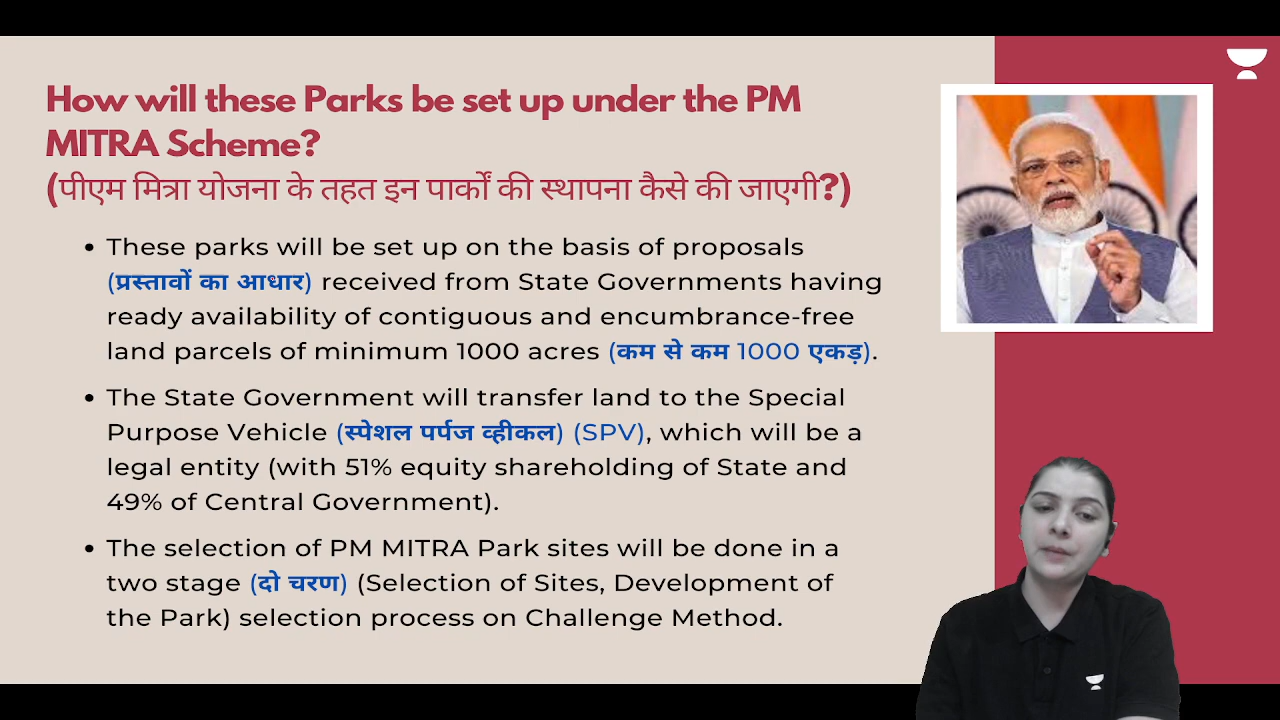 How will these Parks be set up under the PM
MITRA Scheme?
(पीएम मित्रा योजना के तहत इन पार्कों की स्थापना कैसे की जाएगी?)
• These parks will be set up on the basis of proposals
(प्रस्तावों का आधार) received from State Governments having
ready availability of contiguous and encumbrance-free
land parcels of minimum 1000 acres (कम से कम 1000 एकड़).
• The State Government will transfer land to the Special
Purpose Vehicle (स्पेशल पर्पज व्हीकल) (SPV), which will be a
legal entity (with 51% equity shareholding of State and
49% of Central Government).
• The selection of PM MITRA Park sites will be done in a
two stage (दो चरण) (Selection of Sites, Development of
the Park) selection process on Challenge Method.